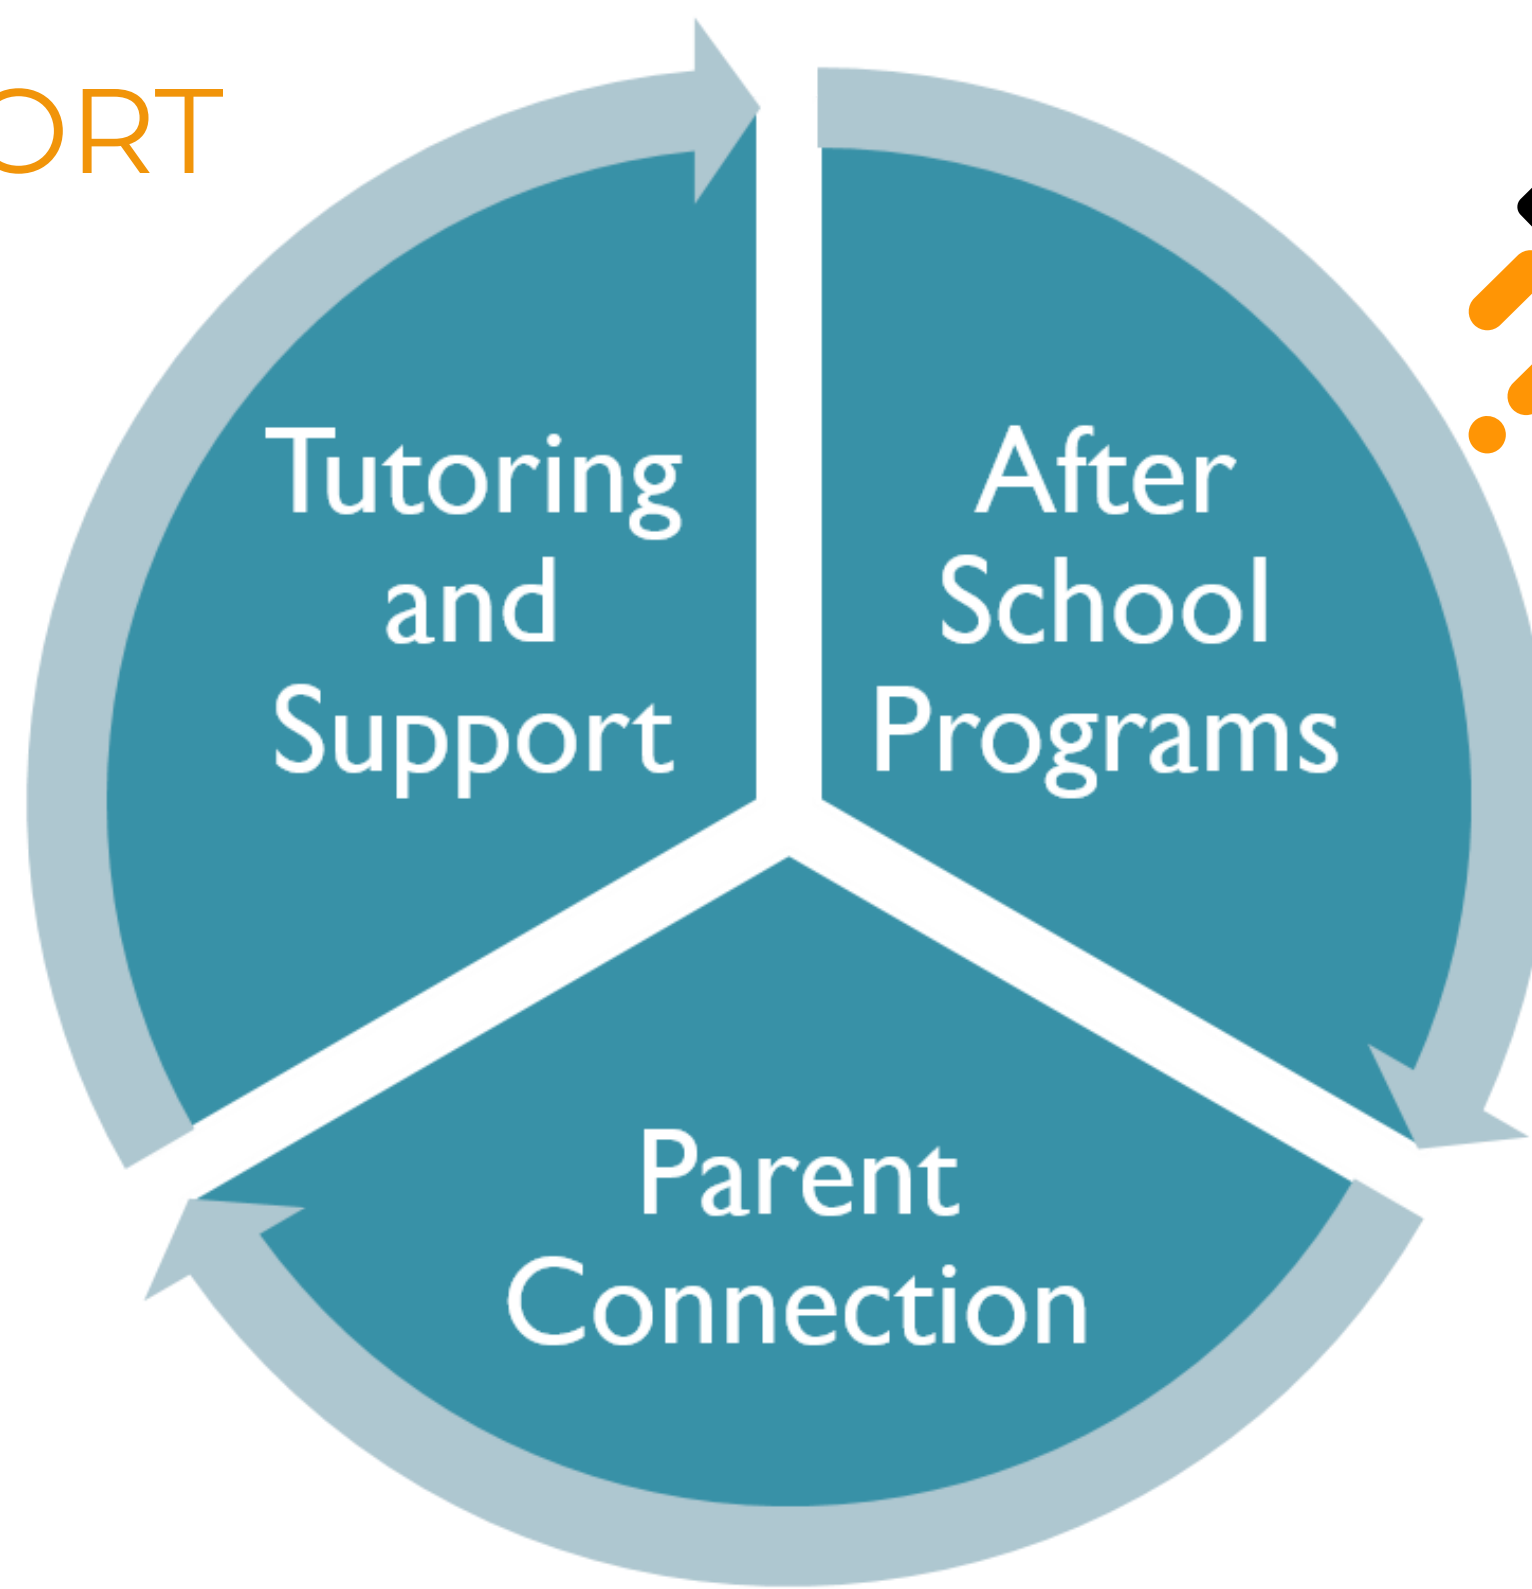 ORT
Tutoring
and
Support
After
School
Programs
Parent
Connection